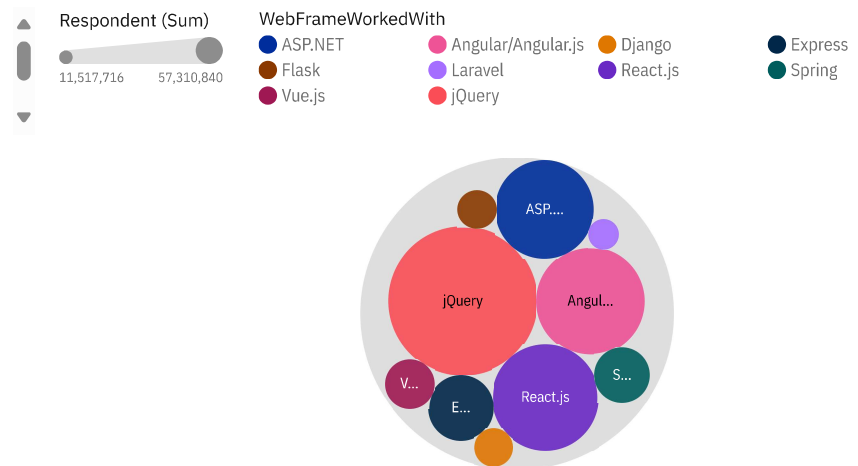 Respondent (Sum)
11,517,716 57,310,840
WebFrameWorkedWith
ASP.NET Angular/Angular.js Django Express
Flask Laravel React.js Spring
Vue.js jQuery
ASP....
jQuery
Angul...
S...
V...
React.js
E...